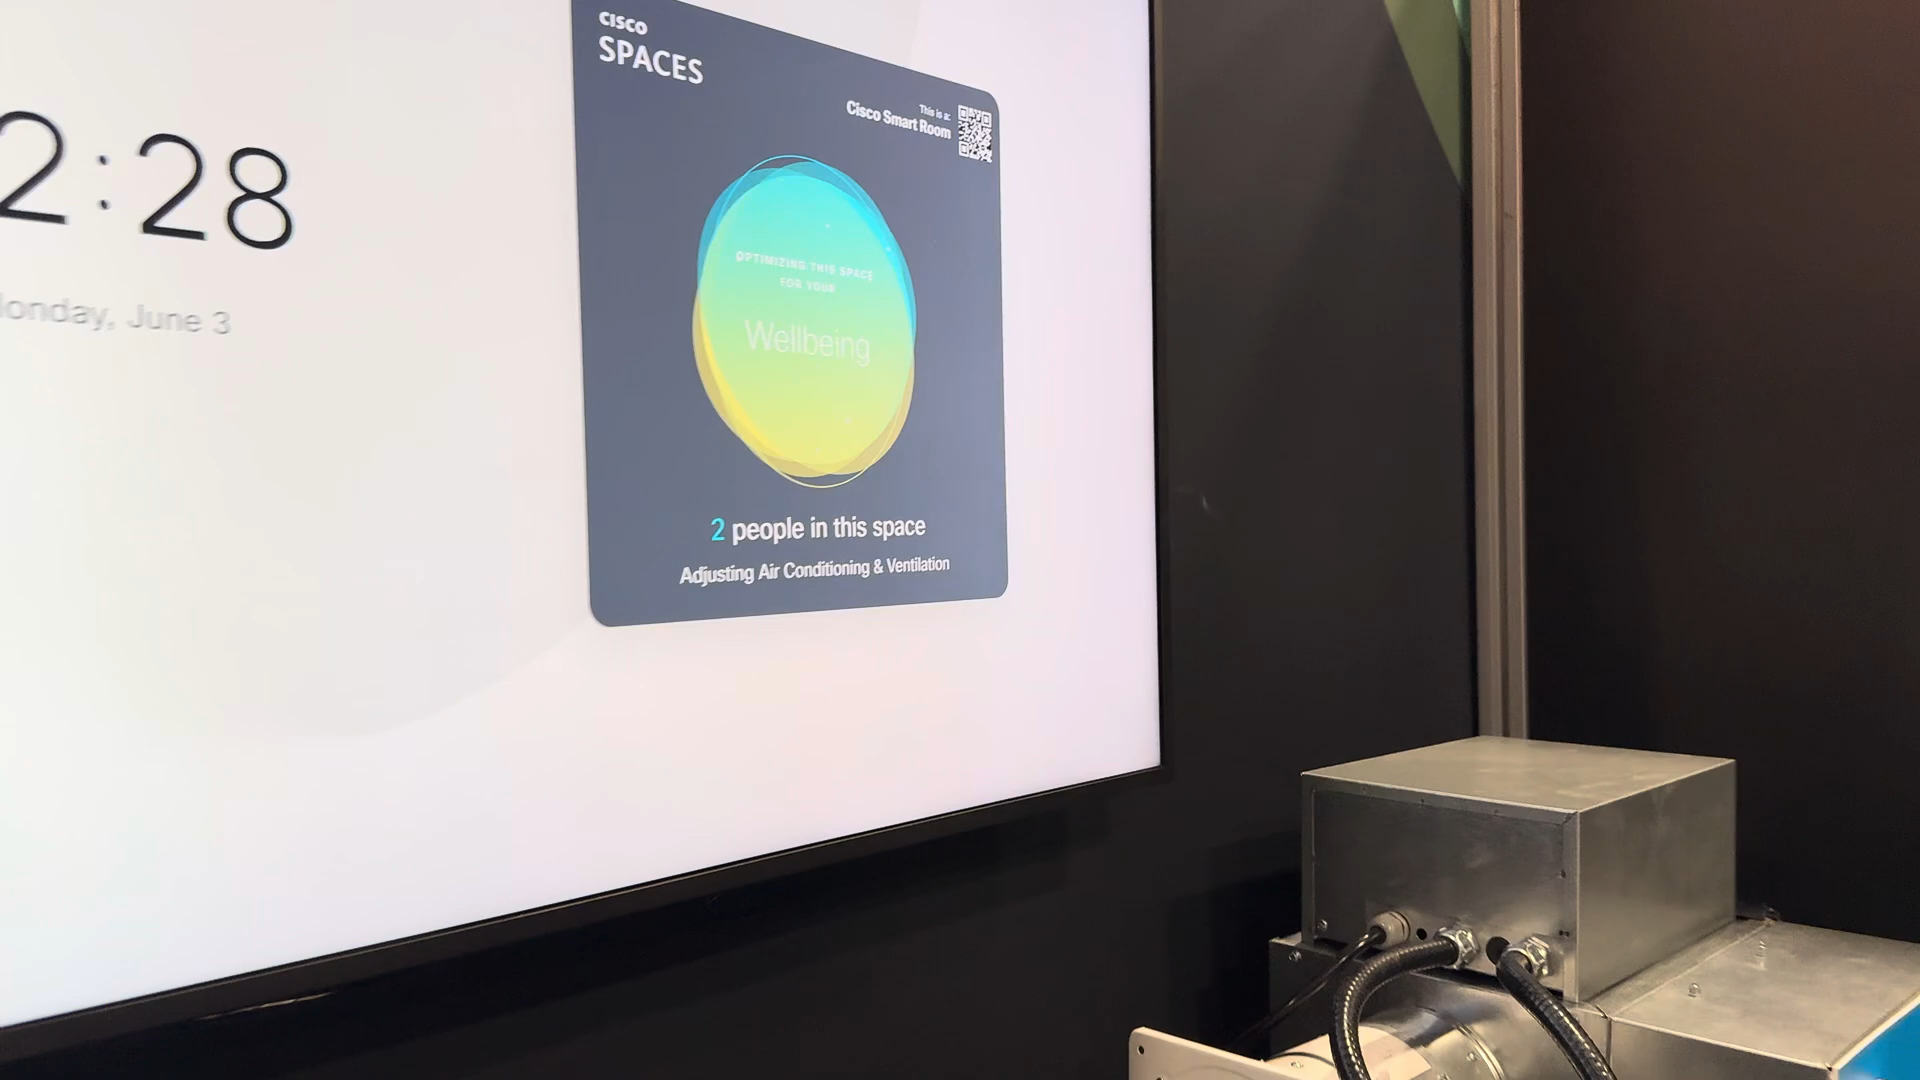 2:28
onday, June 3
CISCO
SPACES
This is a:
Cisco Smart Room
OPTIMIZING THIS SPACE
FOR YOUR
Wellbeing
2 people in this space
Adjusting Air Conditioning & Ventilation